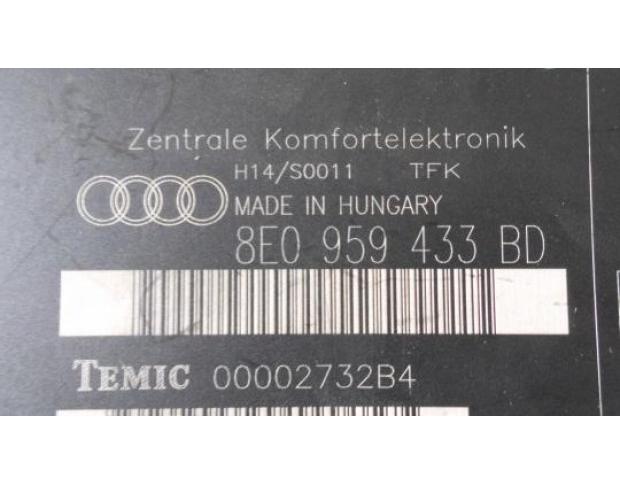 Zentrale Komfortelektronik
H14/S0011 TFK
MADE IN HUNGARY
8E0 959 433 BD
TEMIC 00002732B4